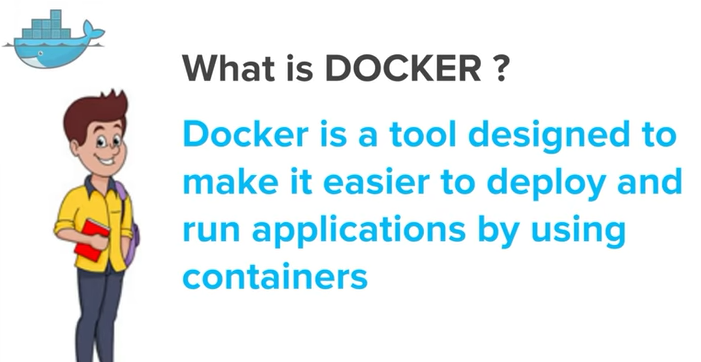 What is DOCKER ?
Docker is a tool designed to
make it easier to deploy and
run applications by using
containers